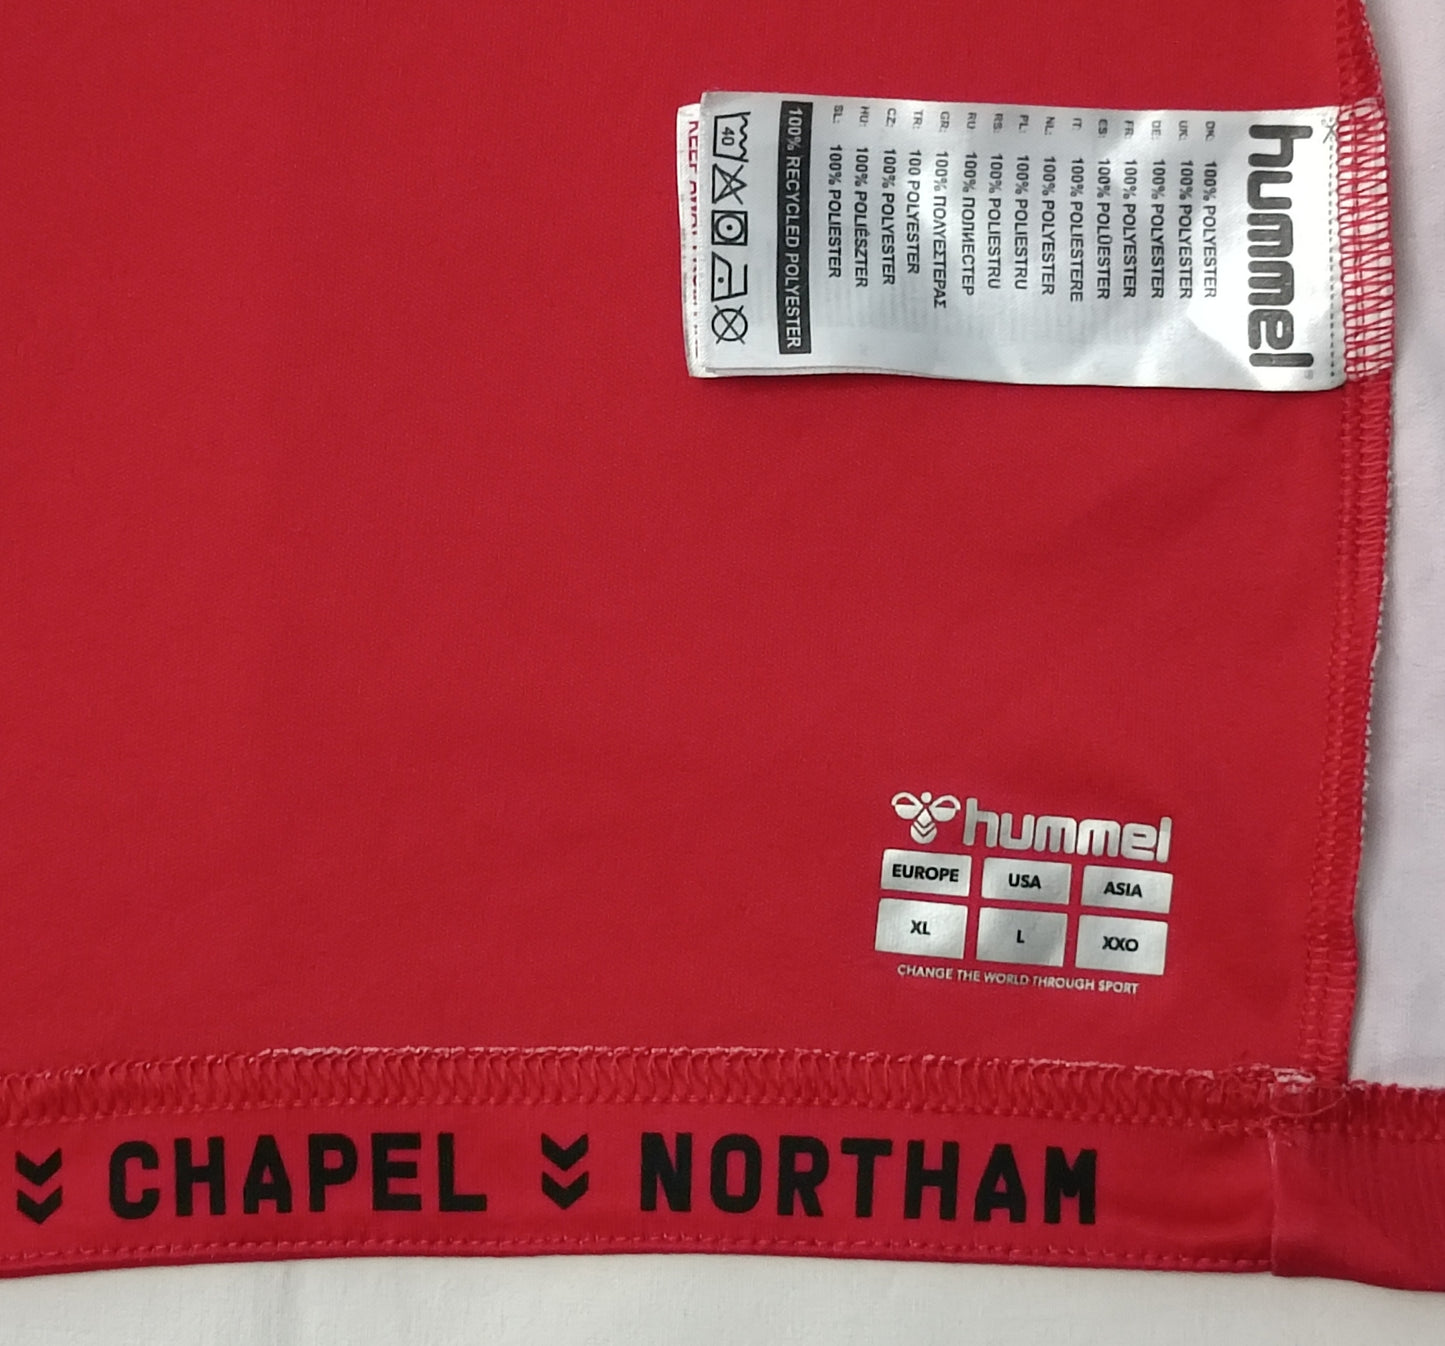 hummel
DK: 100% POLYESTER
UK: 100% POLYESTER
DE: 100% POLYESTER
FR: 100% POLYESTER
ES: 100% POLÜESTER
IT: 100% POLIESTERE
NL: 100% POLYESTER
PL: 100% POLIESTRU
RS: 100% POLIESTRU
RU: 100% ПОЛИЕСТЕР
GR: 100% ΠΟΛΥΕΣΤΕΡΑΣ
TR: 100 POLYESTER
CZ: 100% POLYESTER
HU: 100% POLIÉSZTER
SL: 100% POLIESTER
100% RECYCLED POLYESTER
40
hummel
EUROPE USA ASIA
XL L XXO
CHANGE THE WORLD THROUGH SPORT
CHAPEL NORTHAM